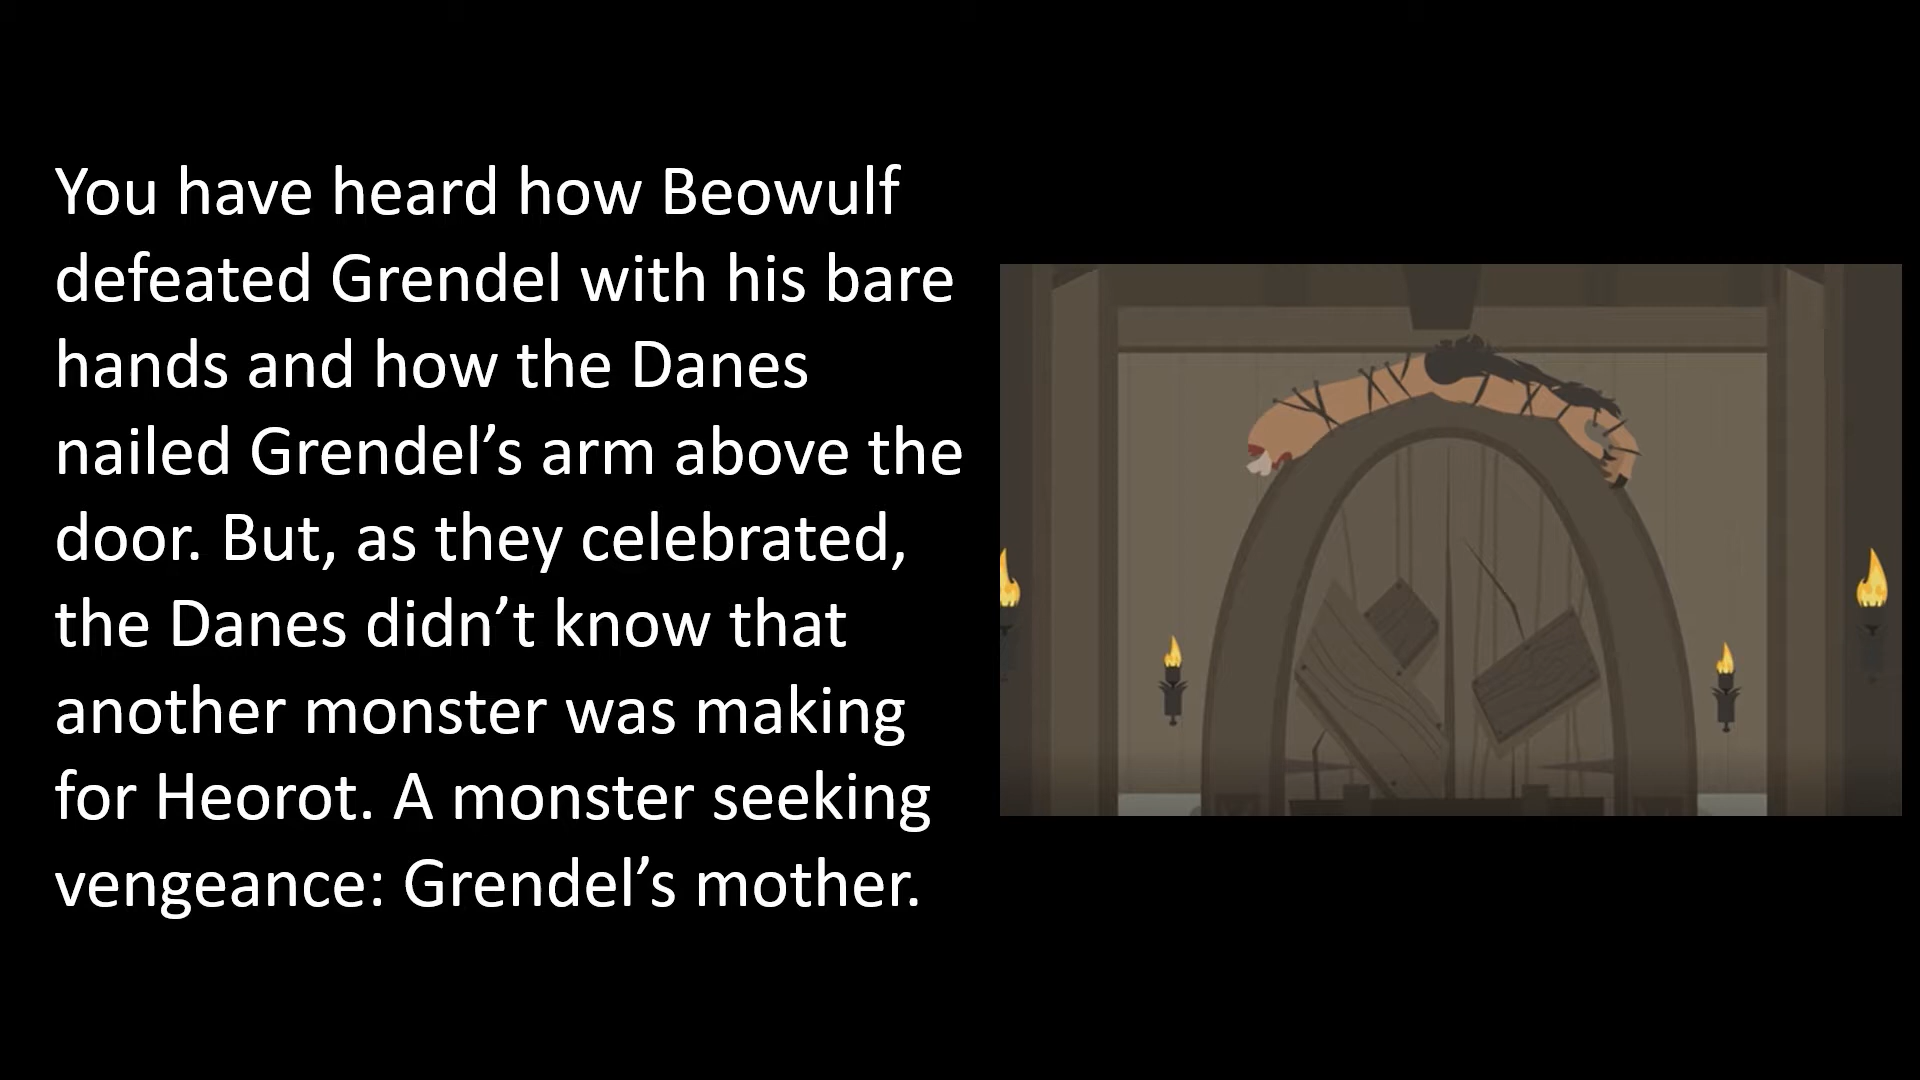 You have heard how Beowulf
defeated Grendel with his bare
hands and how the Danes
nailed Grendel’s arm above the
door. But, as they celebrated,
the Danes didn’t know that
another monster was making
for Heorot. A monster seeking
vengeance: Grendel’s mother.